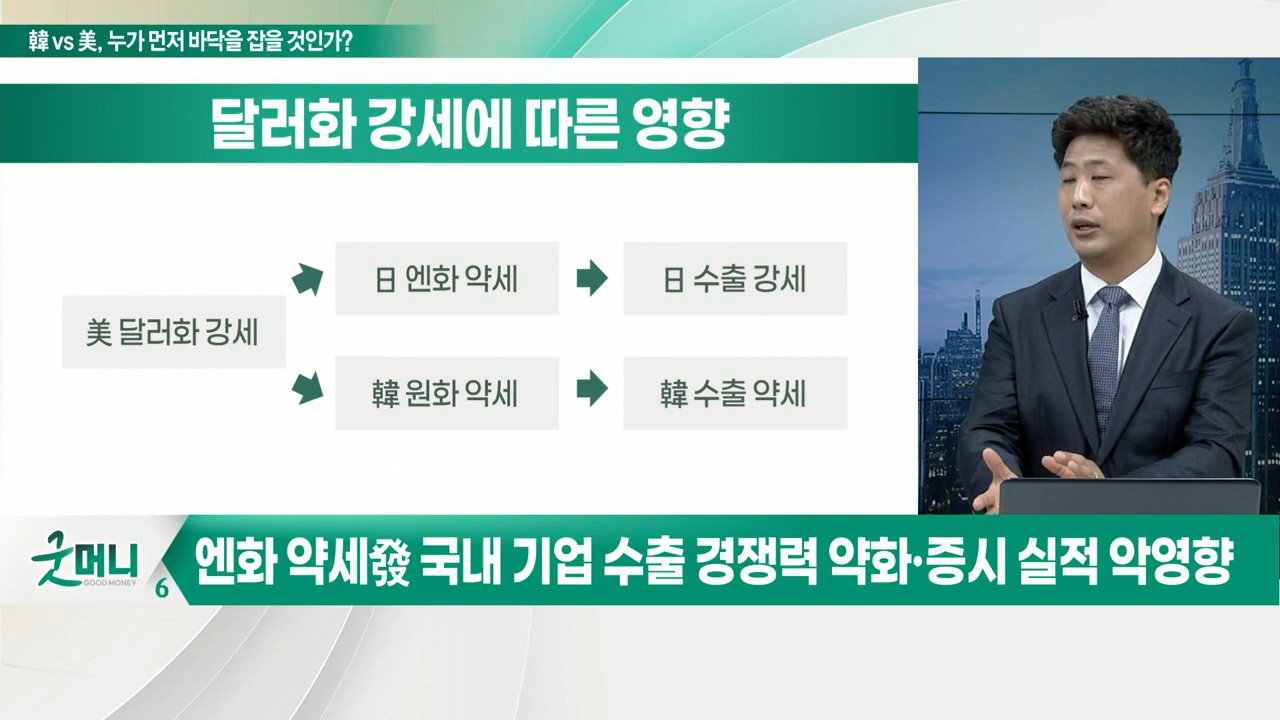 韓 vs 美, 누가 먼저 바닥을 잡을 것인가?
달러화 강세에 따른 영향
日 엔화 약세
日 수출 강세
美 달러화 강세
韓 원화 약세
韓 수출 약세
굿머니
GOOD MONEY
6
엔화 약세發 국내 기업 수출 경쟁력 약화·증시 실적 악영향